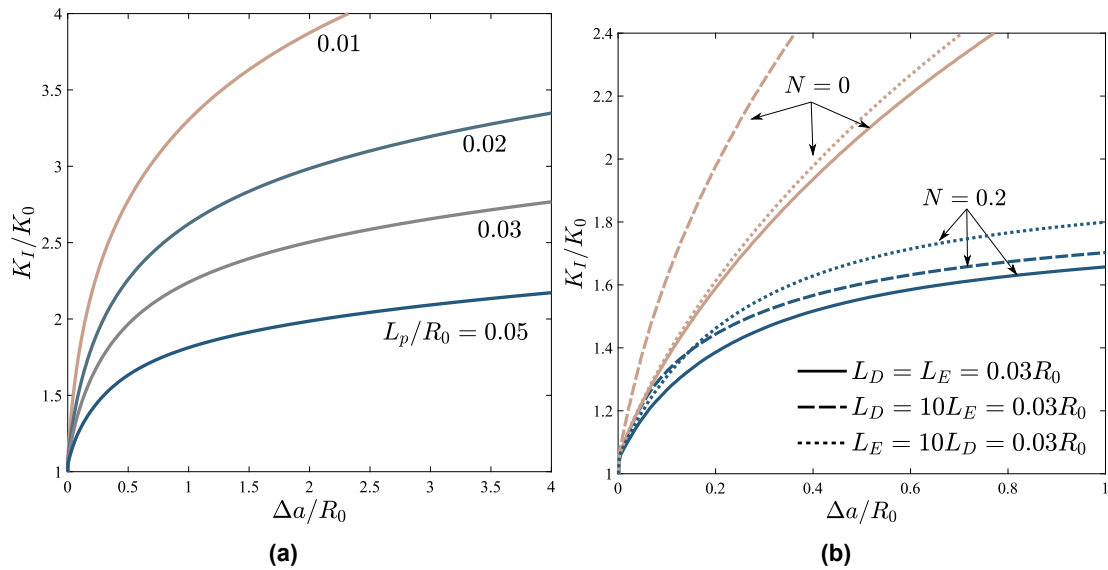 4
3.5
3
2.5
2
1.5
1
K_I/K_0
0.01
0.02
0.03
L_p/R_0 = 0.05
0 0.5 1 1.5 2 2.5 3 3.5 4
Δa/R_0
(a)
2.4
2.2
2
1.8
1.6
1.4
1.2
1
K_I/K_0
N = 0
N = 0.2
L_D = L_E = 0.03R_0
L_D = 10L_E = 0.03R_0
L_E = 10L_D = 0.03R_0
0 0.2 0.4 0.6 0.8 1
Δa/R_0
(b)